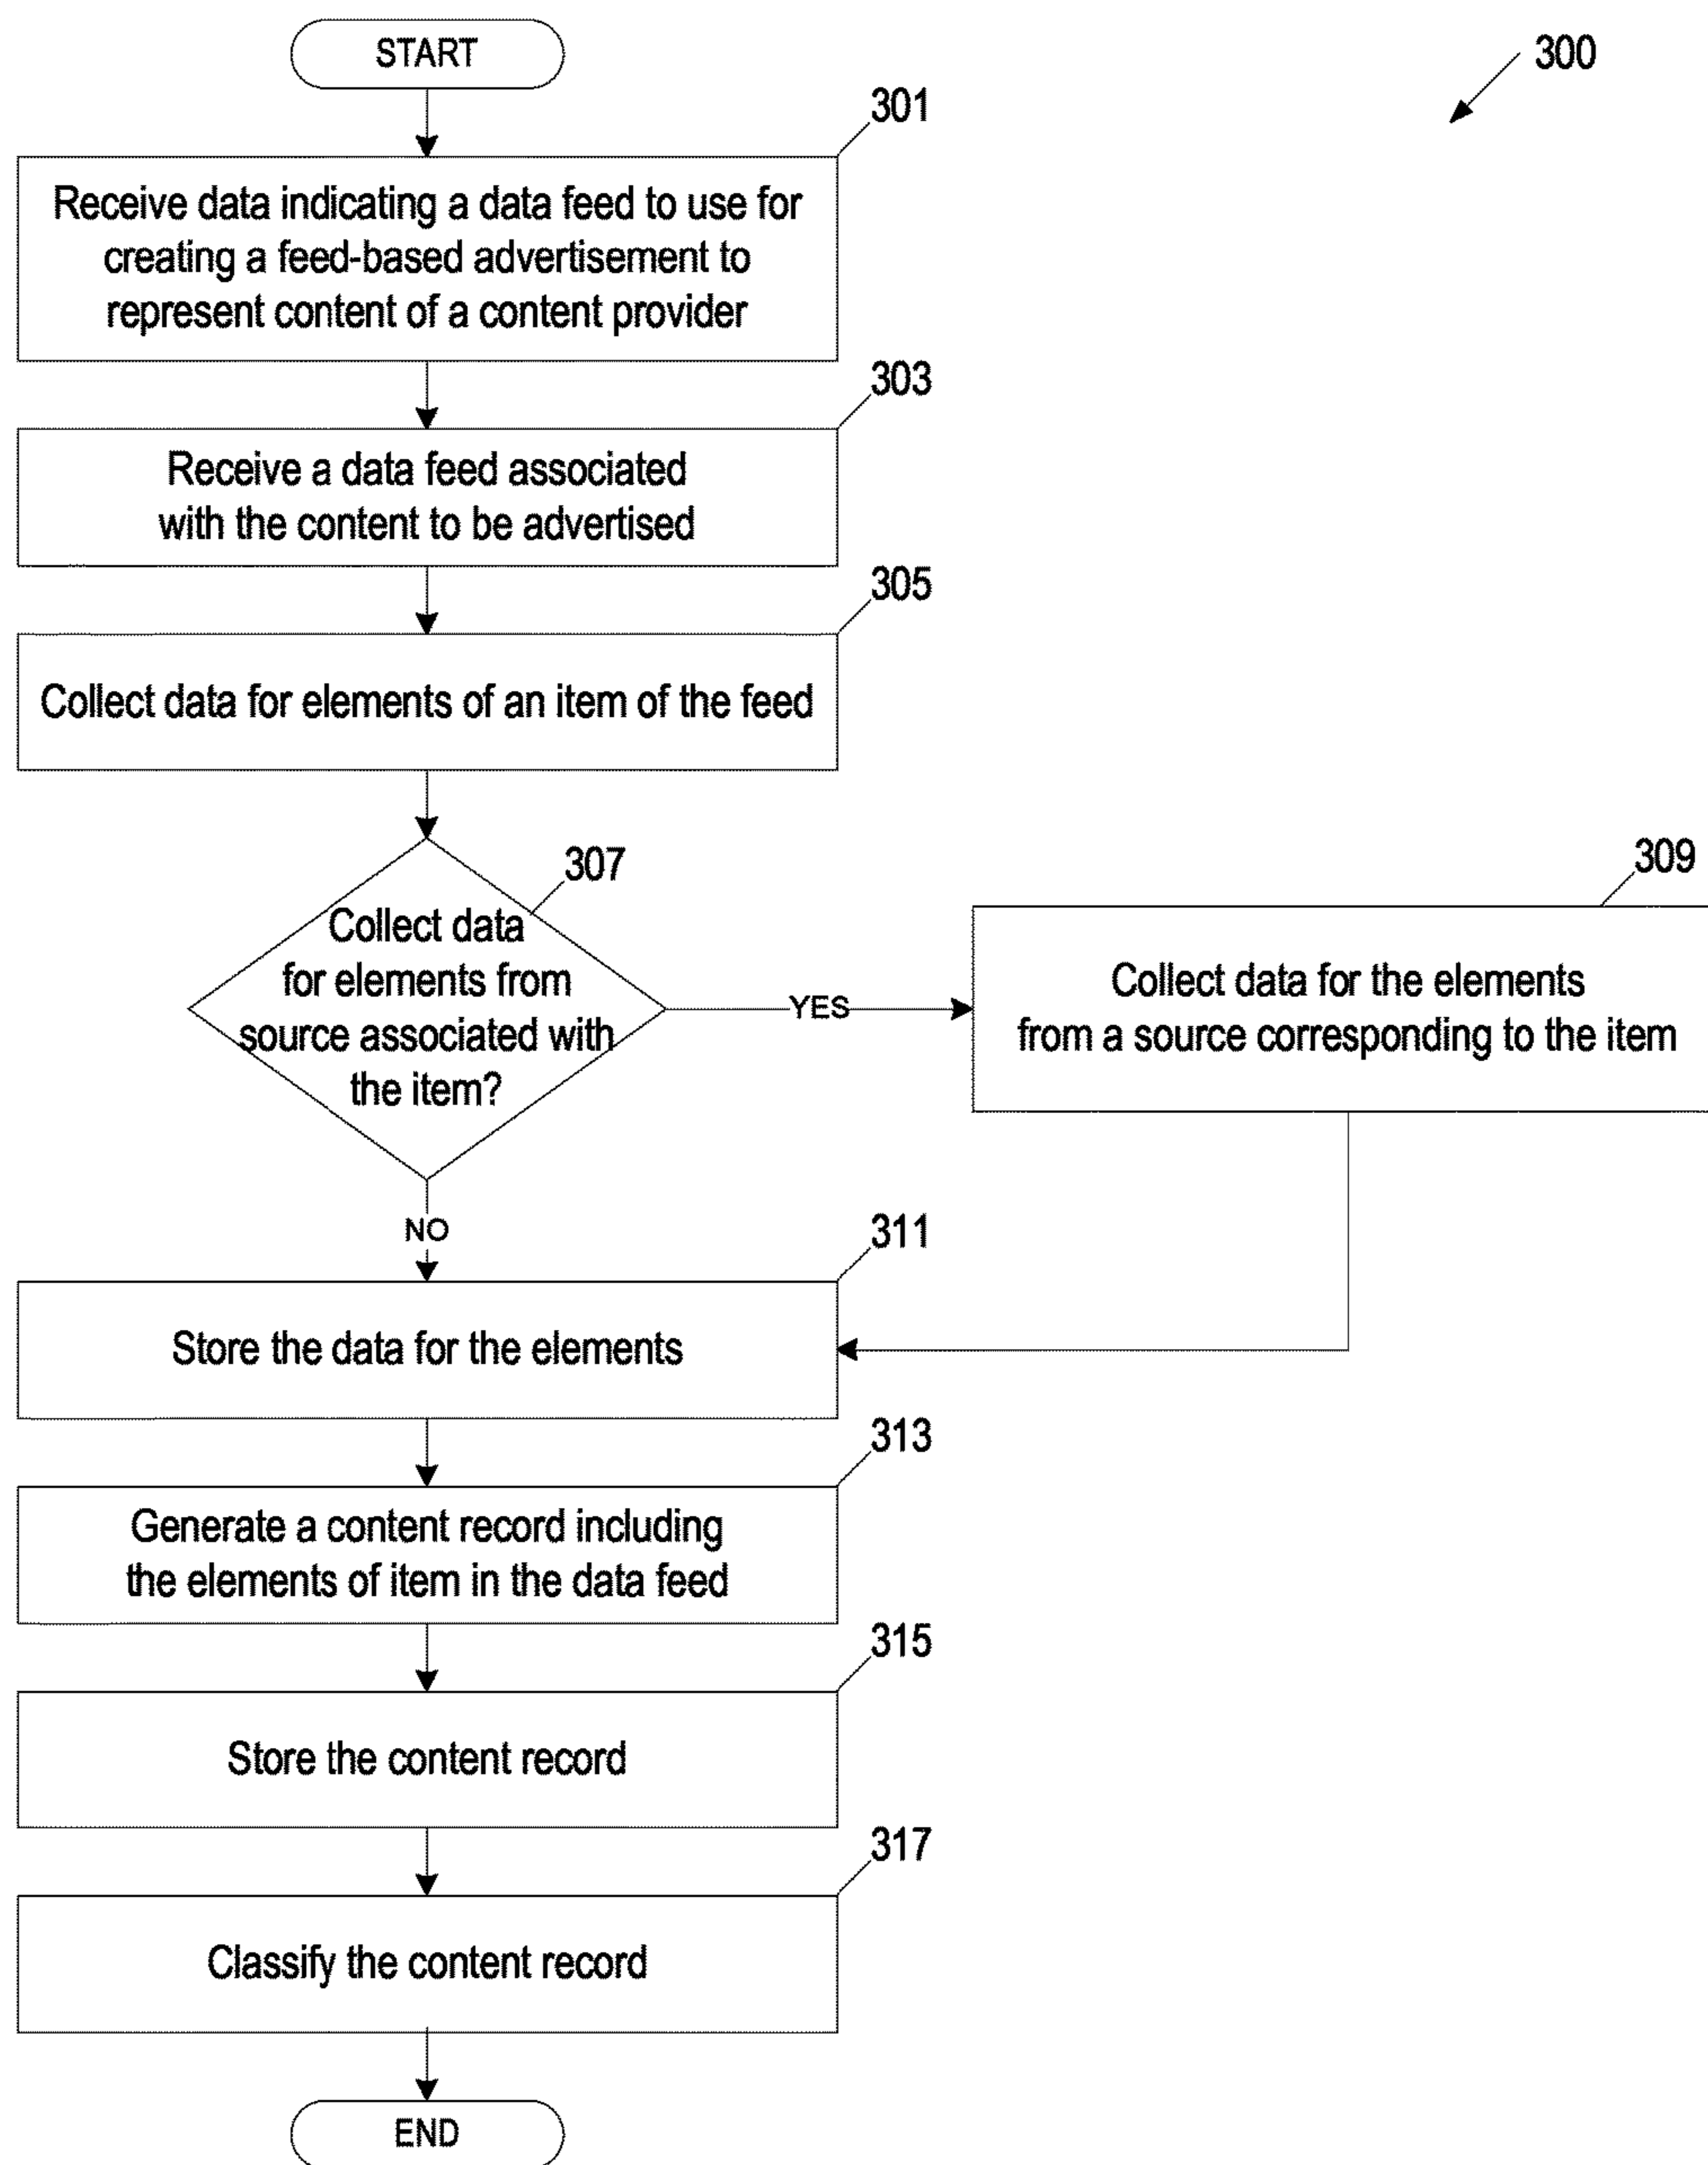 START
300
301
Receive data indicating a data feed to use for
creating a feed-based advertisement to
represent content of a content provider
303
Receive a data feed associated
with the content to be advertised
305
Collect data for elements of an item of the feed
307
Collect data
for elements from
source associated with
the item?
YES
309
Collect data for the elements
from a source corresponding to the item
NO
311
Store the data for the elements
313
Generate a content record including
the elements of item in the data feed
315
Store the content record
317
Classify the content record
END